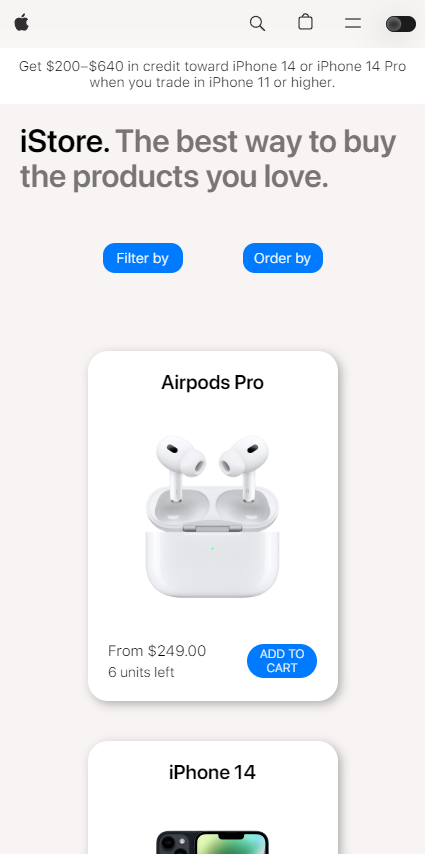 Get $200–$640 in credit toward iPhone 14 or iPhone 14 Pro
when you trade in iPhone 11 or higher.
iStore. The best way to buy
the products you love.
Filter by
Order by
Airpods Pro
From $249.00
6 units left
ADD TO
CART
iPhone 14